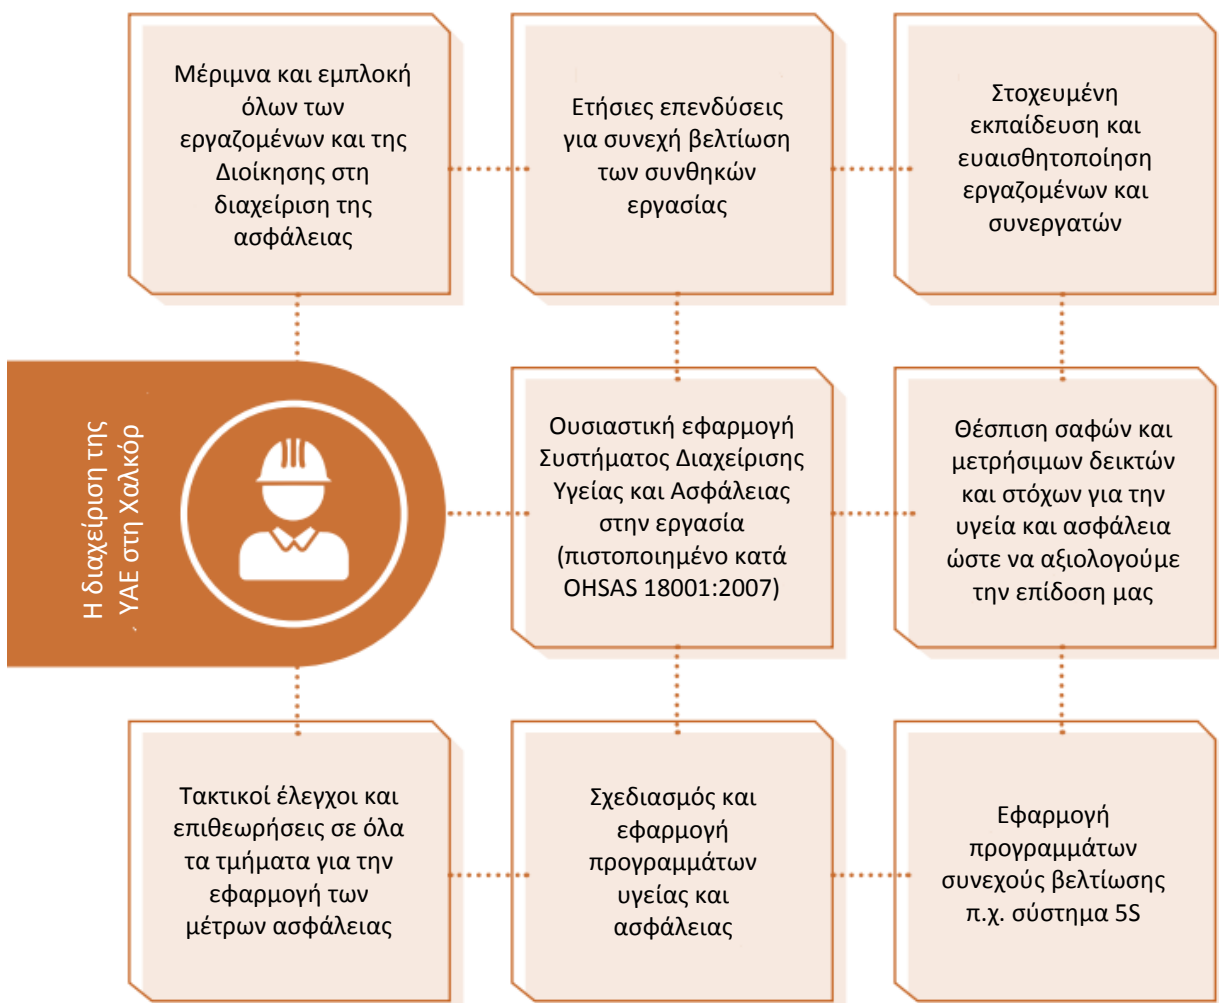 Μέριμνα και εμπλοκή
όλων των
εργαζομένων και της
Διοίκησης στη
διαχείριση της
ασφάλειας
Ετήσιες επενδύσεις
για συνεχή βελτίωση
των συνθηκών
εργασίας
Στοχευμένη
εκπαίδευση και
ευαισθητοποίηση
εργαζομένων και
συνεργατών
Η διαχείριση της
ΥΑΕ στη Χαλκόρ
Ουσιαστική εφαρμογή
Συστήματος Διαχείρισης
Υγείας και Ασφάλειας
στην εργασία
(πιστοποιημένο κατά
OHSAS 18001:2007)
Θέσπιση σαφών και
μετρήσιμων δεικτών
και στόχων για την
υγεία και ασφάλεια
ώστε να αξιολογούμε
την επίδοση μας
Τακτικοί έλεγχοι και
επιθεωρήσεις σε όλα
τα τμήματα για την
εφαρμογή των
μέτρων ασφάλειας
Σχεδιασμός και
εφαρμογή
προγραμμάτων
υγείας και
ασφάλειας
Εφαρμογή
προγραμμάτων
συνεχούς βελτίωσης
π.χ. σύστημα 5S